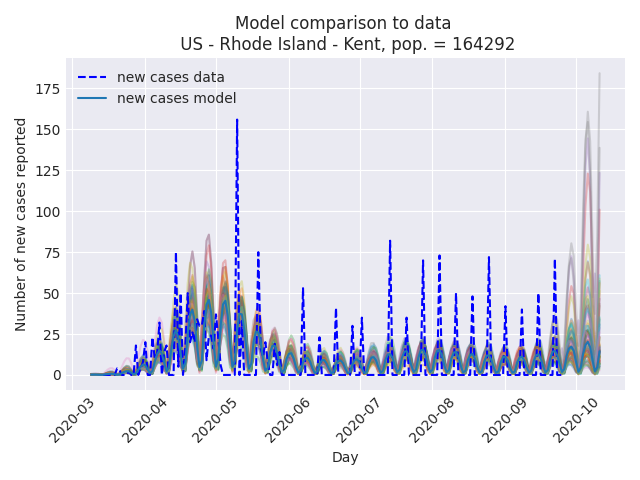 Model comparison to data
US - Rhode Island - Kent, pop. = 164292
new cases data
new cases model
Number of new cases reported
175
150
125
100
75
50
25
0
2020-03
2020-04
2020-05
2020-06
2020-07
2020-08
2020-09
2020-10
Day